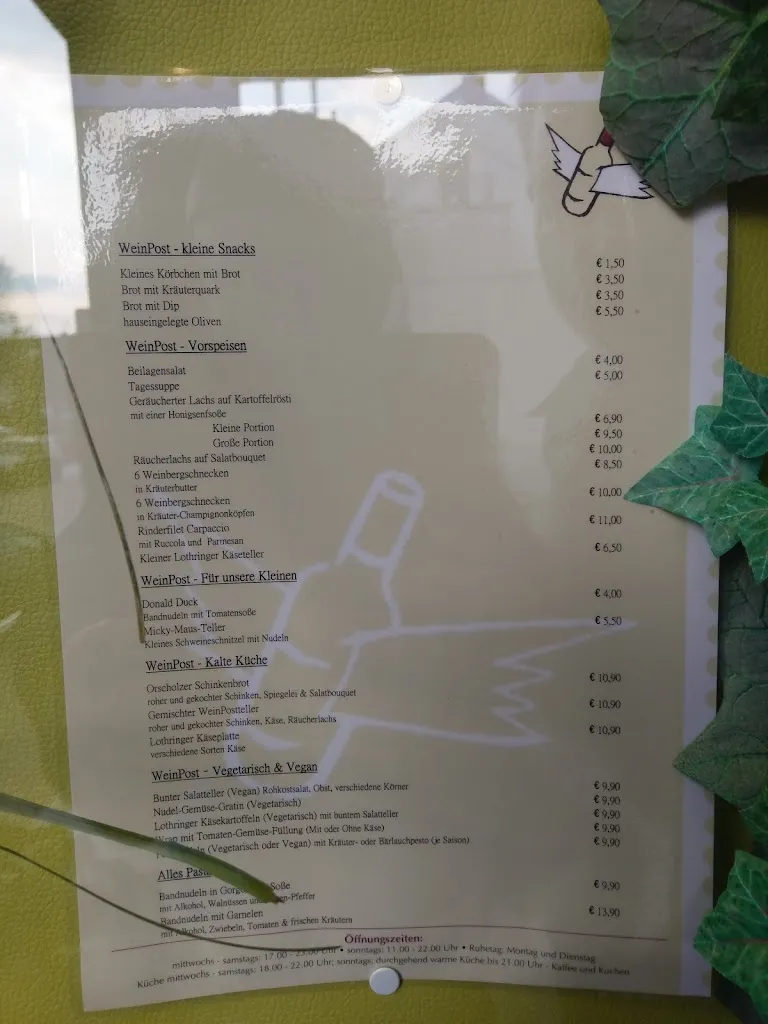 WeinPost - kleine Snacks
Kleines Körbchen mit Brot € 1,50
Brot mit Kräuterquark € 3,50
Brot mit Dip € 3,50
hauseingelegte Oliven € 5,50
WeinPost - Vorspeisen
Beilagensalat € 4,00
Tagessuppe € 5,00
Geräucherter Lachs auf Kartoffelrösti
mit einer Honigsenfsoße
Kleine Portion € 6,90
Große Portion € 9,50
Räucherlachs auf Salatbouquet € 10,00
6 Weinbergschnecken € 8,50
in Kräuterbutter
6 Weinbergschnecken € 10,00
in Kräuter-Champignonköpfen
Rinderfilet Carpaccio € 11,00
mit Ruccola und Parmesan
Kleiner Lothringer Käseteller € 6,50
WeinPost - Für unsere Kleinen
Donald Duck € 4,00
Bandnudeln mit Tomatensoße
Micky-Maus-Teller € 5,50
Kleines Schweineschnitzel mit Nudeln
WeinPost - Kalte Küche
Orscholzer Schinkenbrot € 10,90
roher und gekochter Schinken, Spiegelei & Salatbouquet
Gemischter WeinPostteller € 10,90
roher und gekochter Schinken, Käse, Räucherlachs
Lothringer Käseplatte € 10,90
verschiedene Sorten Käse
WeinPost - Vegetarisch & Vegan
Bunter Salatteller (Vegan) Rohkostsalat, Obst, verschiedene Körner € 9,90
Nudel-Gemüse-Gratin (Vegetarisch) € 9,90
Lothringer Käsekartoffeln (Vegetarisch) mit buntem Salatteller € 9,90
Wrap mit Tomaten-Gemüse-Füllung (Mit oder Ohne Käse) € 9,90
(Vegetarisch oder Vegan) mit Kräuter- oder Bärlauchpesto (je Saison) € 9,90
Alles Pasta
Bandnudeln in Soße € 9,90
mit Alkohol, Walnüssen und
Bandnudeln mit Garnelen € 13,90
mit Alkohol, Zwiebeln, Tomaten & frischen Kräutern
Öffnungszeiten:
mittwochs - samstags: 17.00 - 23.00 Uhr • sonntags: 11.00 - 22.00 Uhr • Ruhetag: Montag und Dienstag
Küche mittwochs - samstags: 18.00 - 22.00 Uhr; sonntags: durchgehend warme Küche bis 21.00 Uhr - Kaffee und Kuchen